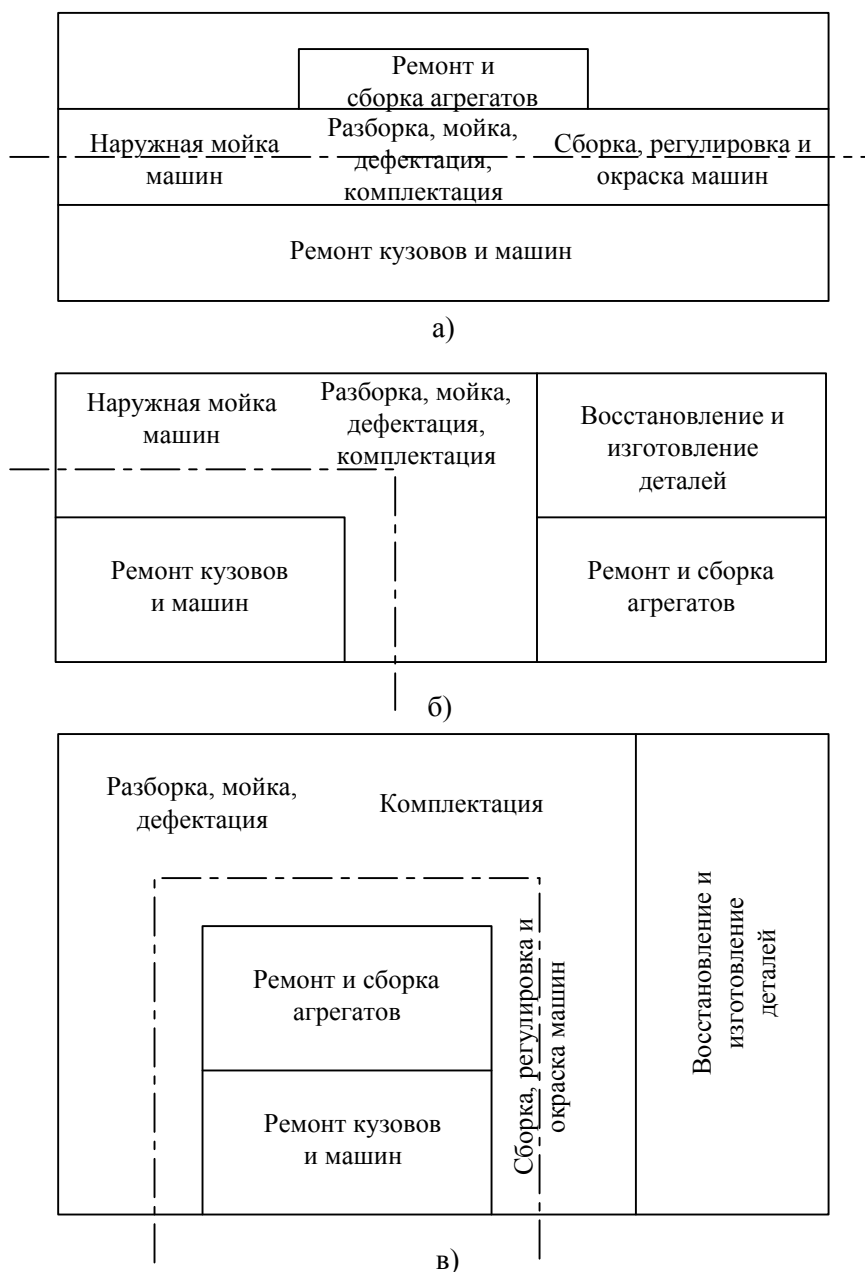 Ремонт и
сборка агрегатов
Наружная мойка
машин
Разборка, мойка,
дефектация,
комплектация
Сборка, регулировка и
окраска машин
Ремонт кузовов и машин
а)
Наружная мойка
машин
Разборка, мойка,
дефектация,
комплектация
Восстановление и
изготовление
деталей
Ремонт кузовов
и машин
Ремонт и сборка
агрегатов
б)
Разборка, мойка,
дефектация
Комплектация
Ремонт и сборка
агрегатов
Ремонт кузовов
и машин
Сборка, регулировка и
окраска машин
Восстановление и
изготовление
деталей
в)